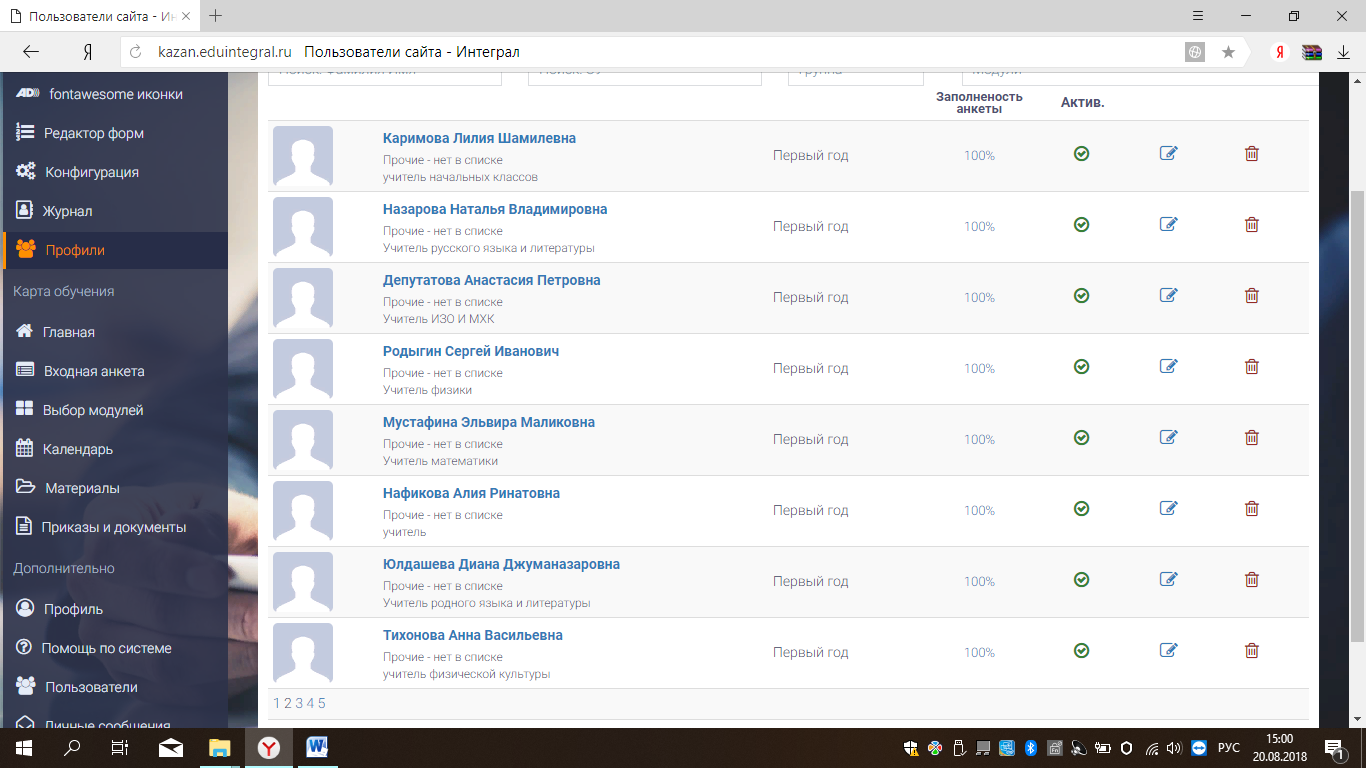 Пользователи сайта - Ин
kazan.eduintegral.ru Пользователи сайта - Интеграл
fontawesome иконки
Редактор форм
Конфигурация
Журнал
Профили
Карта обучения
Главная
Входная анкета
Выбор модулей
Календарь
Материалы
Приказы и документы
Дополнительно
Профиль
Помощь по системе
Пользователи
Личные сообщения
Заполненость
анкеты
Актив.
Каримова Лилия Шамилевна
Прочие - нет в списке
учитель начальных классов
Первый год
100%
Назарова Наталья Владимировна
Прочие - нет в списке
Учитель русского языка и литературы
Первый год
100%
Депутатова Анастасия Петровна
Прочие - нет в списке
Учитель ИЗО И МХК
Первый год
100%
Родыгин Сергей Иванович
Прочие - нет в списке
Учитель физики
Первый год
100%
Мустафина Эльвира Маликовна
Прочие - нет в списке
Учитель математики
Первый год
100%
Нафикова Алия Ринатовна
Прочие - нет в списке
учитель
Первый год
100%
Юлдашева Диана Джуманазаровна
Прочие - нет в списке
Учитель родного языка и литературы
Первый год
100%
Тихонова Анна Васильевна
Прочие - нет в списке
учитель физической культуры
Первый год
100%
1 2 3 4 5
РУС
15:00
20.08.2018
1